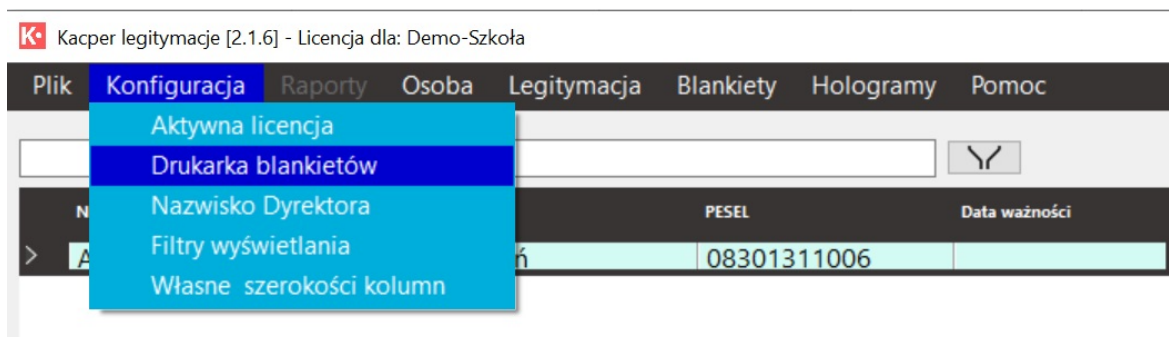 K• Kacper legitymacje [2.1.6] - Licencja dla: Demo-Szkoła
Plik Konfiguracja Raporty Osoba Legitymacja Blankiety Hologramy Pomoc
Aktywna licencja
Drukarka blankietów
Nazwisko Dyrektora
Filtry wyświetlania
Własne szerokości kolumn
N PESEL Data ważności
> A ń 08301311006